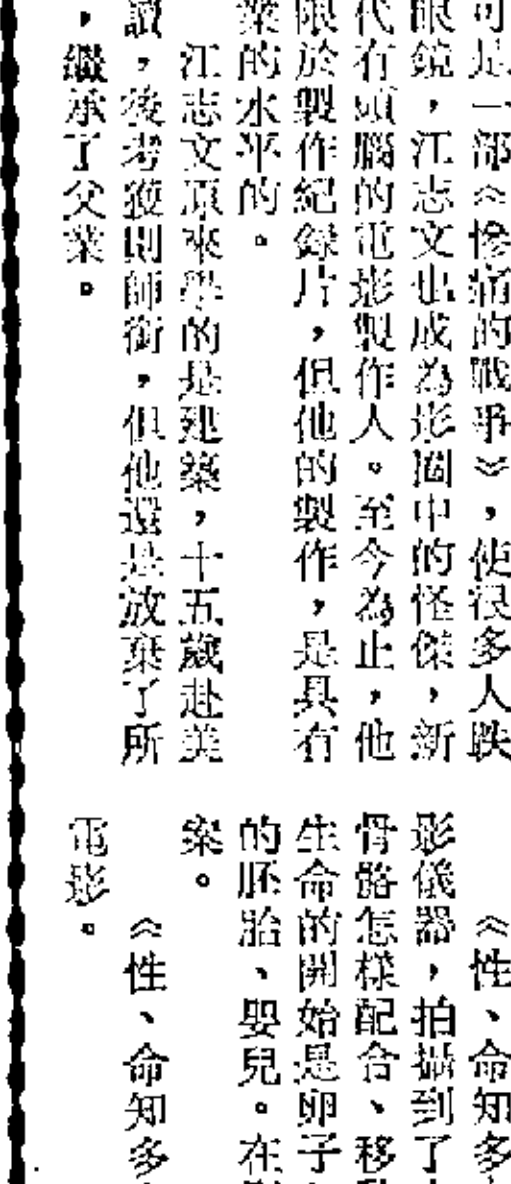 可是一部《慘痛的戰爭》，使很多人跌
眼鏡，江志文也成為影圈中的怪傑，新
代有頭腦的電影製作人。至今為止，他
限於製作紀錄片，但他的製作，是具有
業的水平的。
江志文原來學的是建築，十五歲赴美
讀，後考獲則師銜，但他還是放棄了所
，繼承了父業。
《性、命知多
影儀器，拍攝到了
骨骼怎樣配合、移動
生命的開始是卵子
的胚胎、嬰兒。在
案。
《性、命知多
電影。